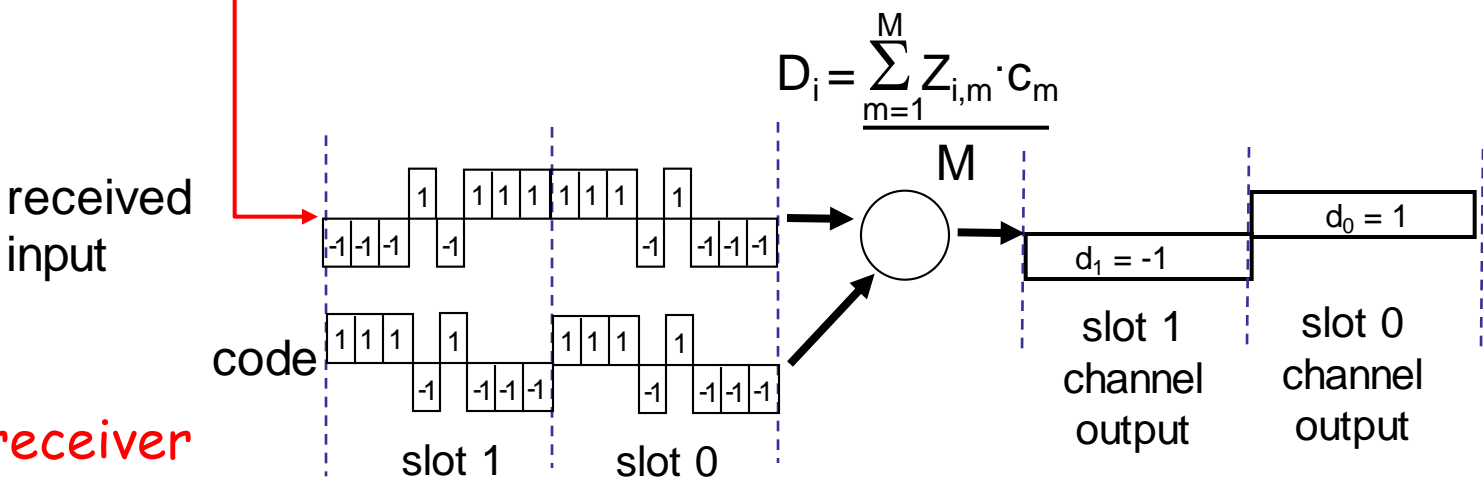 M
D_i = ∑ Z_{i,m} · c_m
m=1
M
received
input
-1 -1 -1 1 -1 1 1 1 1 1 1 -1 1 -1 -1 -1
code
1 1 1 -1 1 -1 -1 -1 1 1 1 -1 1 -1 -1 -1
receiver
slot 1
slot 0
d_1 = -1
d_0 = 1
slot 1
channel
output
slot 0
channel
output